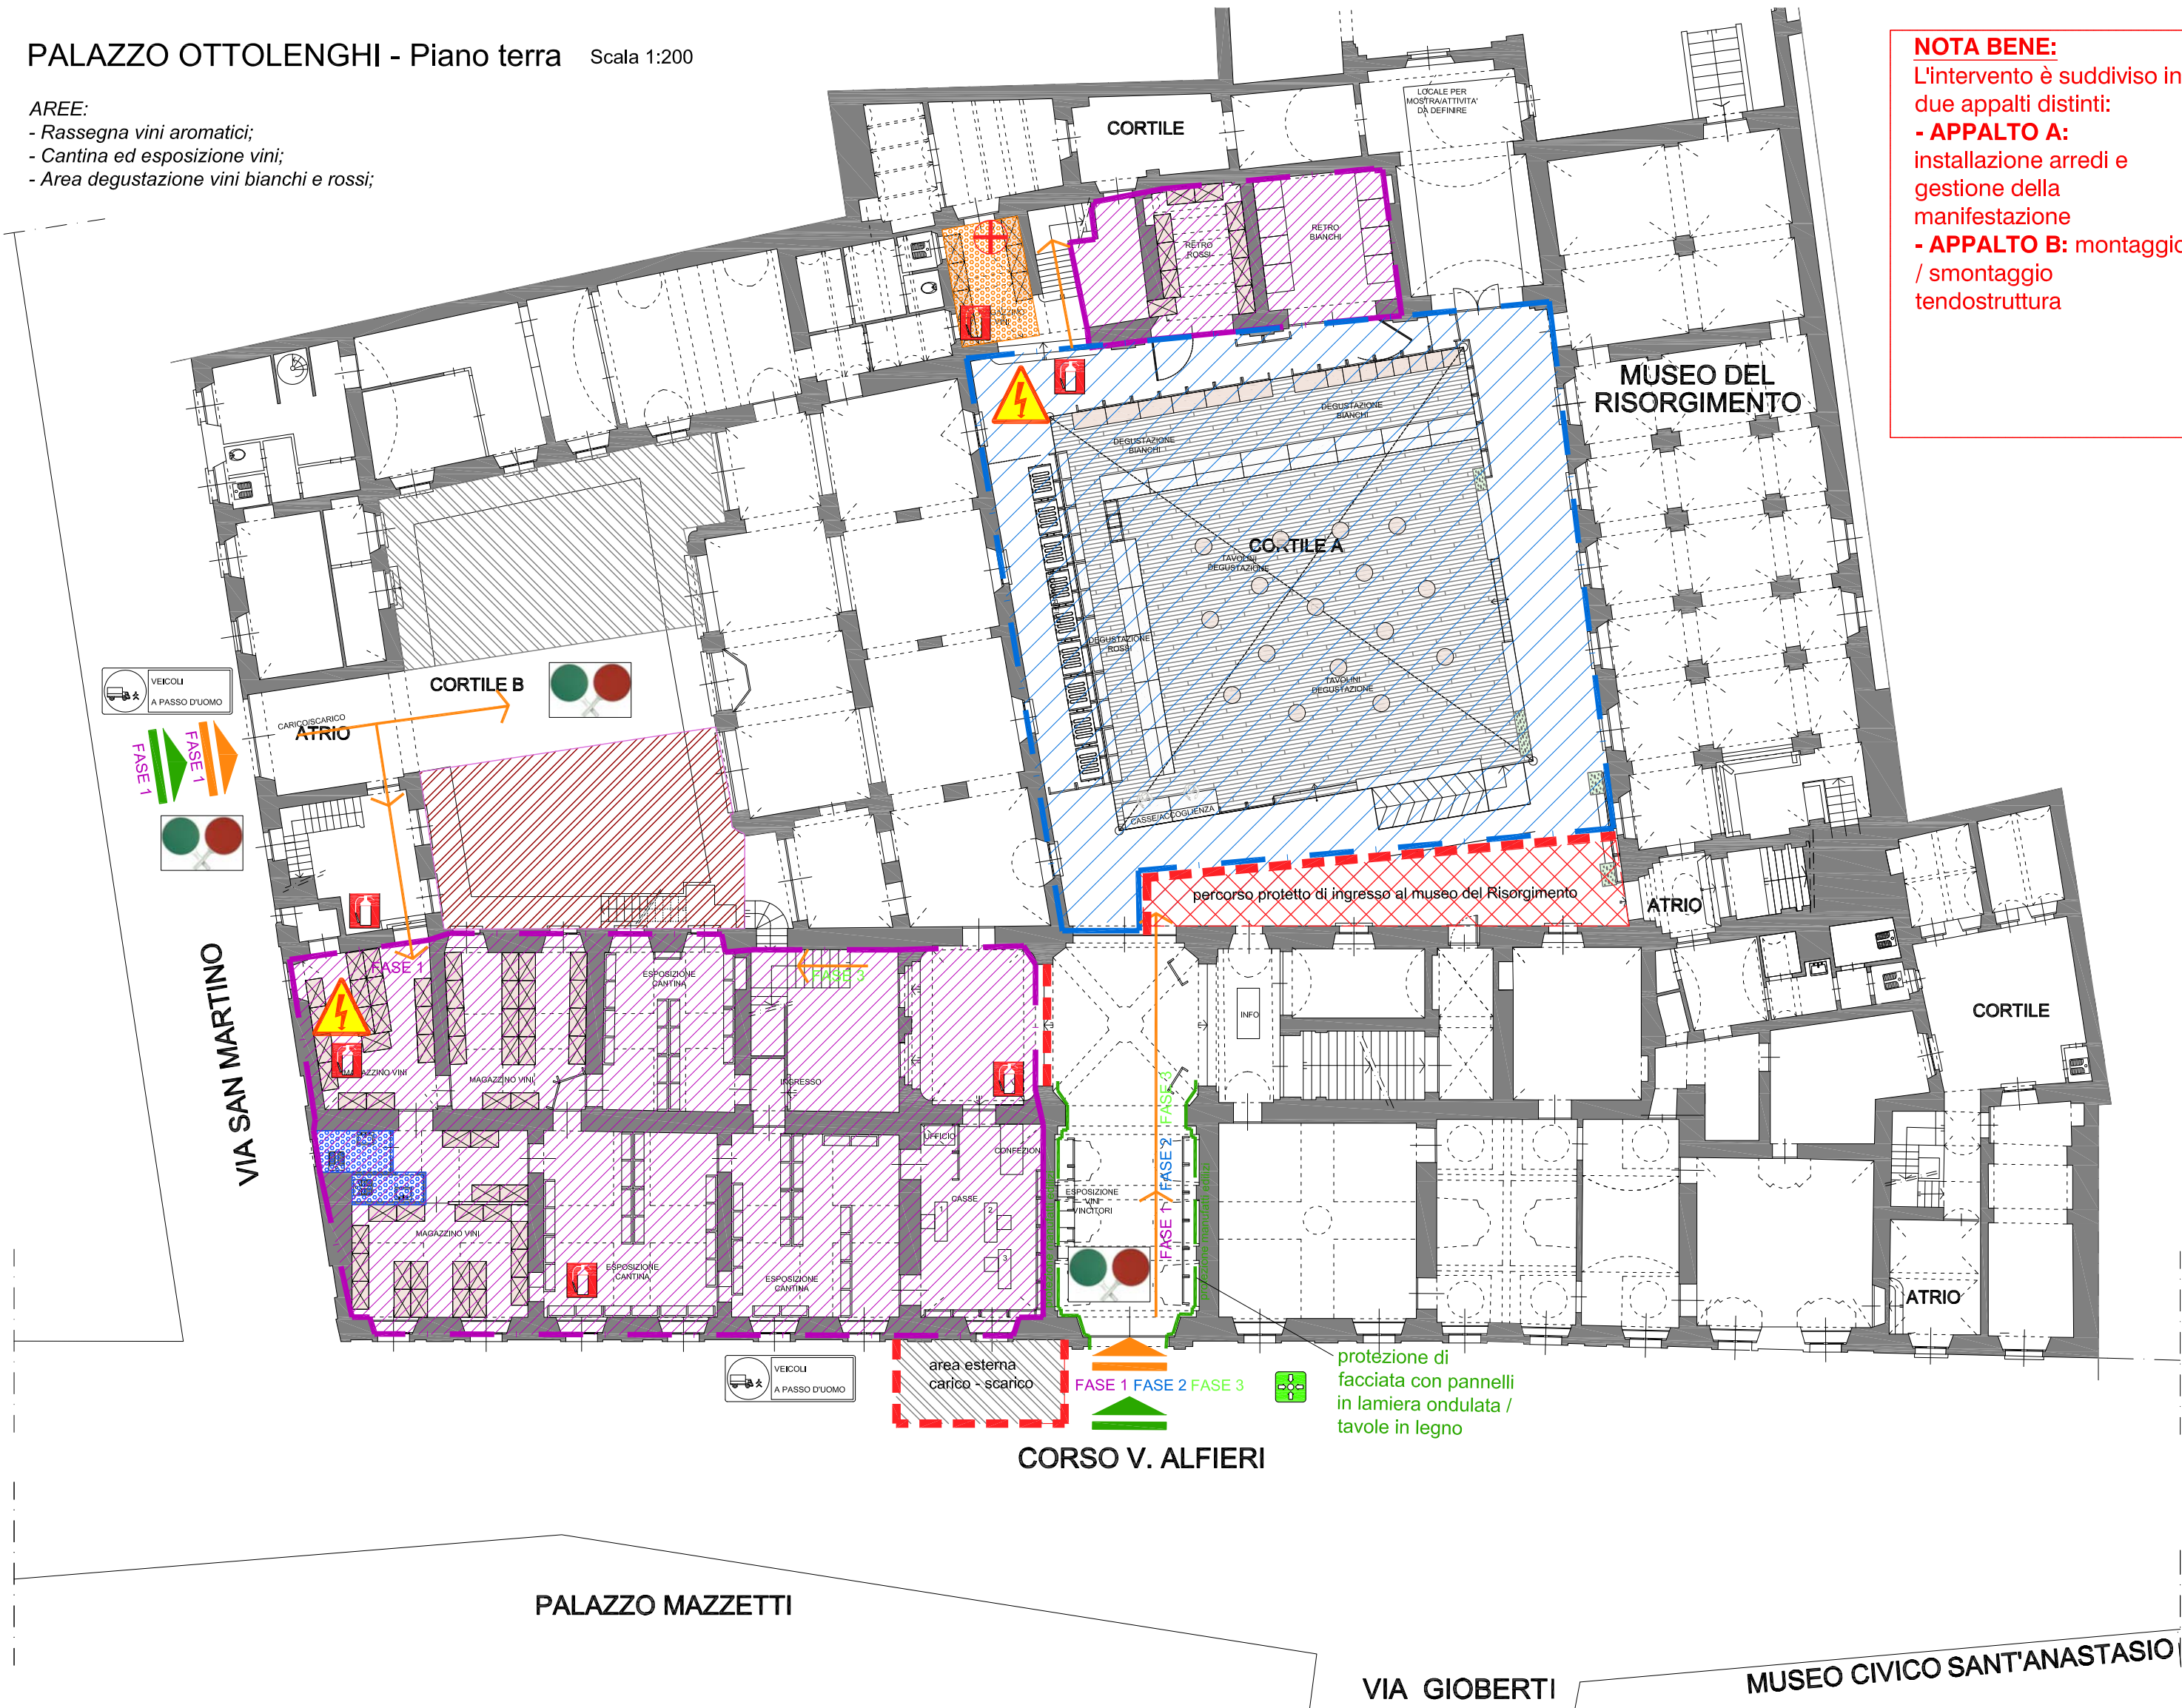 PALAZZO OTTOLENGHI - Piano terra Scala 1:200
AREE:
- Rassegna vini aromatici;
- Cantina ed esposizione vini;
- Area degustazione vini bianchi e rossi;
NOTA BENE:
L'intervento è suddiviso in
due appalti distinti:
- APPALTO A:
installazione arredi e
gestione della
manifestazione
- APPALTO B: montaggio
/ smontaggio
tendostruttura
LOCALE PER
MOSTRA/ATTIVITA'
DA DEFINIRE
CORTILE
RETRO
ROSSI
RETRO
BIANCHI
VINI
MUSEO DEL
RISORGIMENTO
DEGUSTAZIONE
BIANCHI
DEGUSTAZIONE
BIANCHI
CORTILE A
TAVOLINI
DEGUSTAZIONE
DEGUSTAZIONE
ROSSI
TAVOLINI
DEGUSTAZIONE
CASSE/ACCOGLIENZA
VEICOLI
A PASSO D'UOMO
CORTILE B
CARICO/SCARICO
ATRIO
FASE 1
FASE 1
percorso protetto di ingresso al museo del Risorgimento
ATRIO
VIA SAN MARTINO
FASE 1
ESPOSIZIONE
CANTINA
FASE 3
INFO
CORTILE
MAGAZZINO VINI
MAGAZZINO VINI
INGRESSO
UFFICIO
CONFEZION
CASSE
1
2
3
ESPOSIZIONE
VINI
VINCITORI
FASE 1 FASE 2 FASE 3
MAGAZZINO VINI
ESPOSIZIONE
CANTINA
ESPOSIZIONE
CANTINA
ATRIO
VEICOLI
A PASSO D'UOMO
area esterna
carico - scarico
FASE 1 FASE 2 FASE 3
protezione di
facciata con pannelli
in lamiera ondulata /
tavole in legno
CORSO V. ALFIERI
PALAZZO MAZZETTI
VIA GIOBERTI
MUSEO CIVICO SANT'ANASTASIO